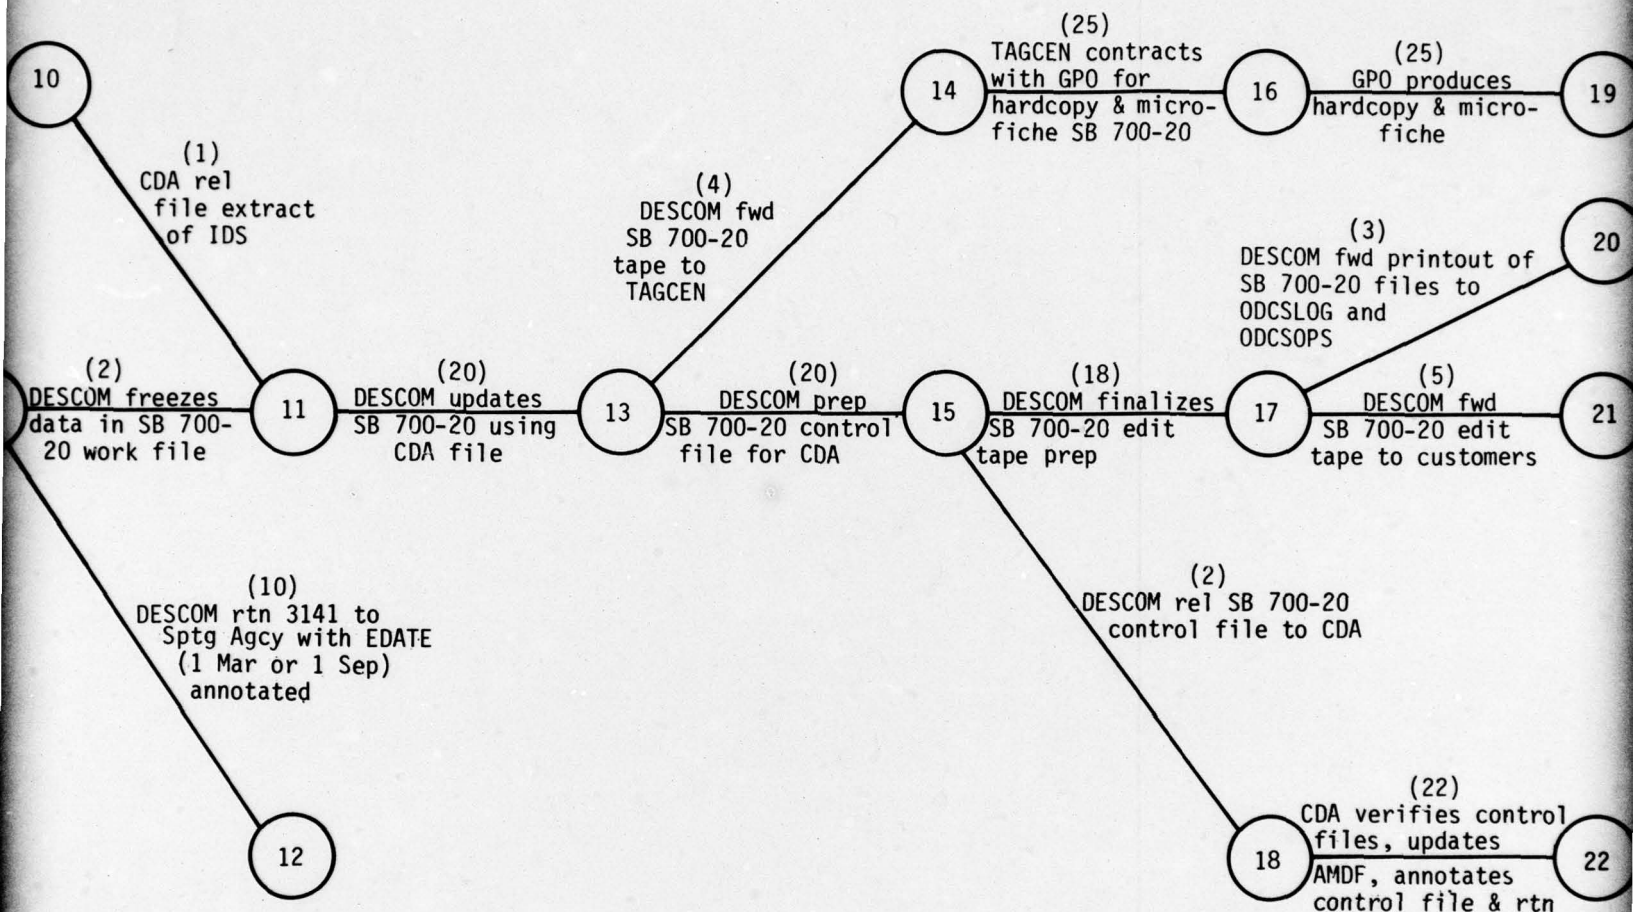 10
(1)
CDA rel
file extract
of IDS
(2)
DESCOM freezes
data in SB 700-
20 work file
11
(10)
DESCOM rtn 3141 to
Sptg Agcy with EDATE
(1 Mar or 1 Sep)
annotated
12
(20)
DESCOM updates
SB 700-20 using
CDA file
13
(4)
DESCOM fwd
SB 700-20
tape to
TAGCEN
14
(25)
TAGCEN contracts
with GPO for
hardcopy & micro-
fiche SB 700-20
16
(25)
GPO produces
hardcopy & micro-
fiche
19
(20)
DESCOM prep
SB 700-20 control
file for CDA
15
(18)
DESCOM finalizes
SB 700-20 edit
tape prep
17
(3)
DESCOM fwd printout of
SB 700-20 files to
ODCSLOG and
ODCSOPS
20
(5)
DESCOM fwd
SB 700-20 edit
tape to customers
21
(2)
DESCOM rel SB 700-20
control file to CDA
18
(22)
CDA verifies control
files, updates
AMDF, annotates
control file & rtn
22